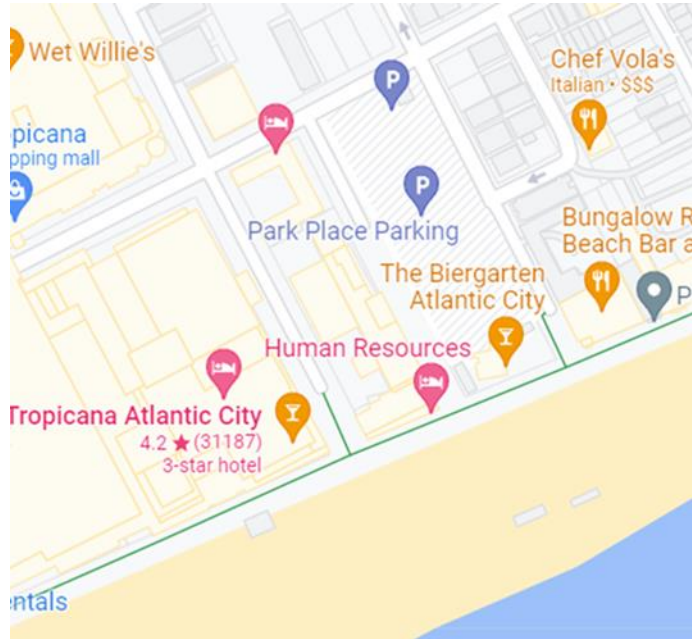 Wet Willie's
Chef Vola's
Italian • $$$
picana
pping mall
P
P
Park Place Parking
Bungalow R
Beach Bar a
The Biergarten
Atlantic City
P
Human Resources
Tropicana Atlantic City
4.2 ★ (31187)
3-star hotel
entals